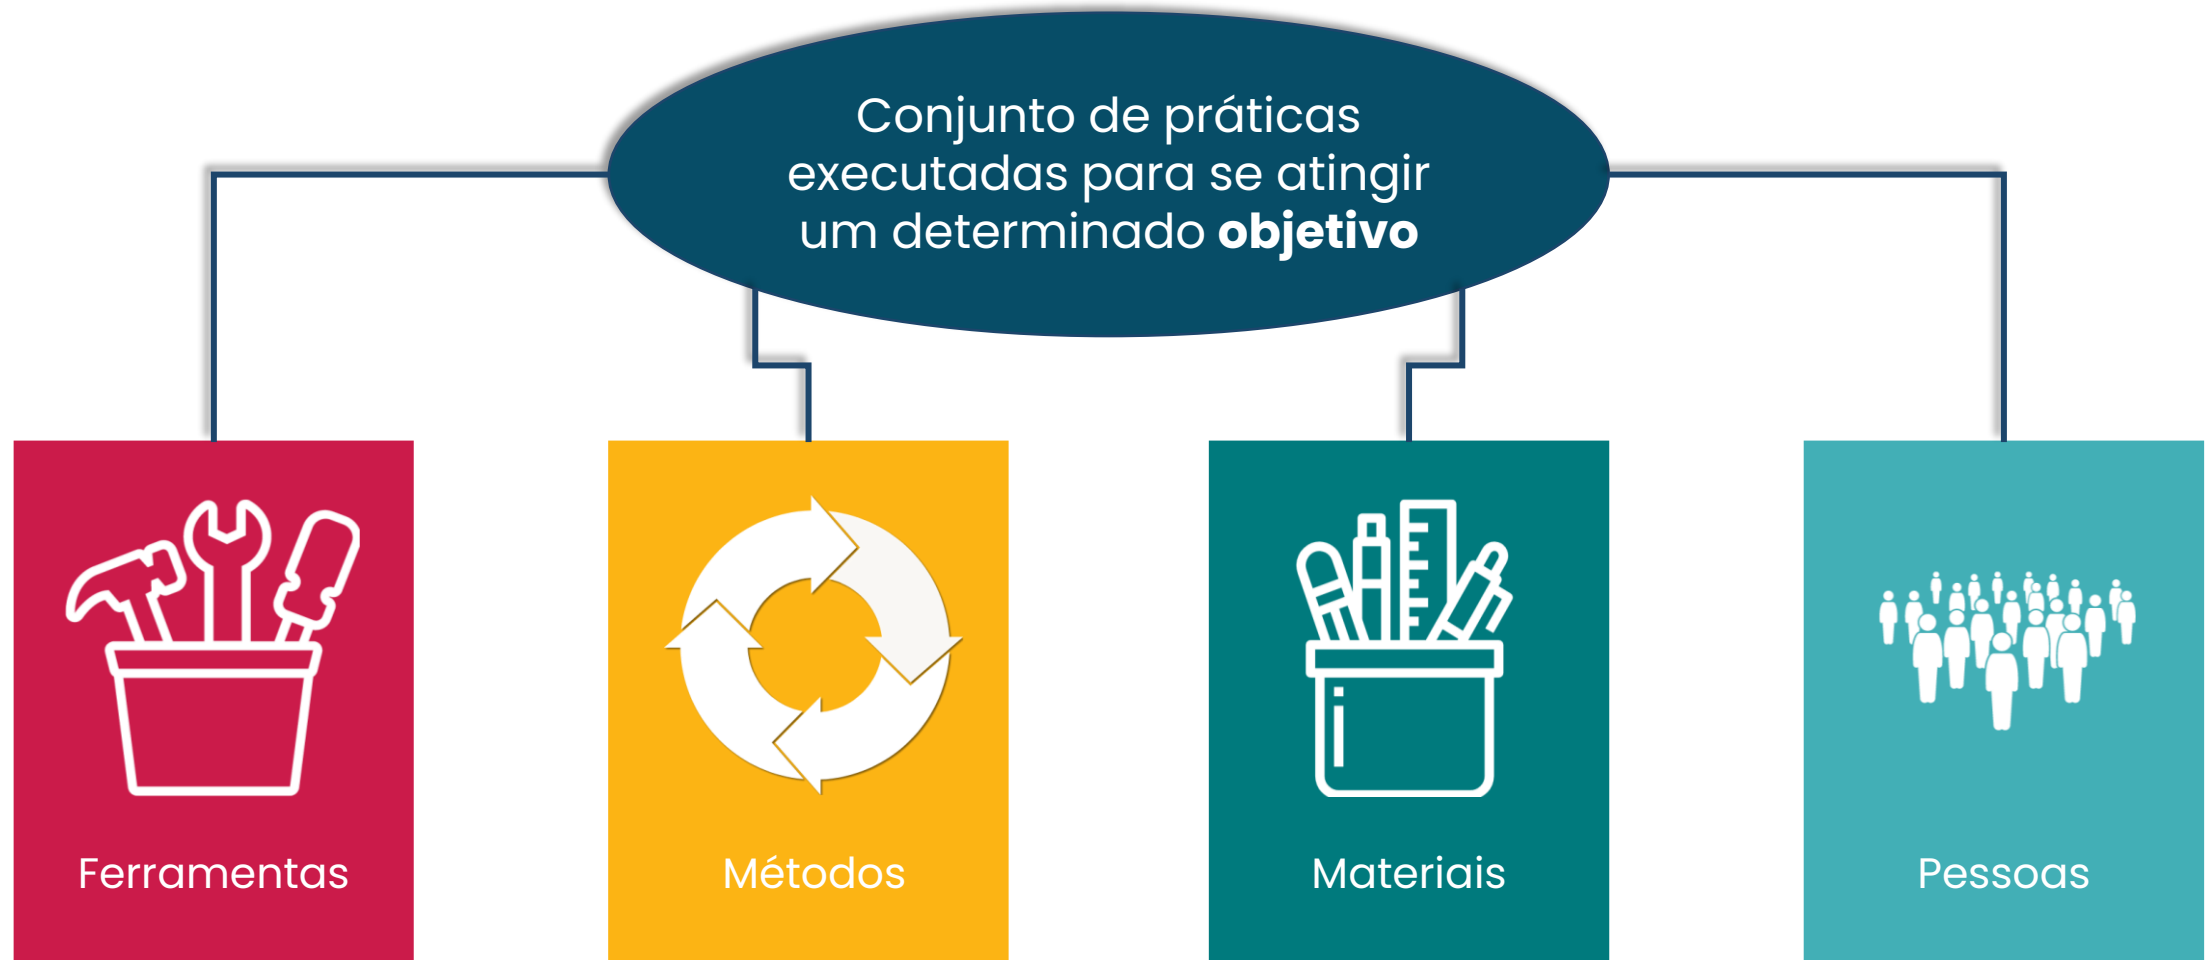 Conjunto de práticas
executadas para se atingir
um determinado objetivo
Ferramentas
Métodos
Materiais
Pessoas